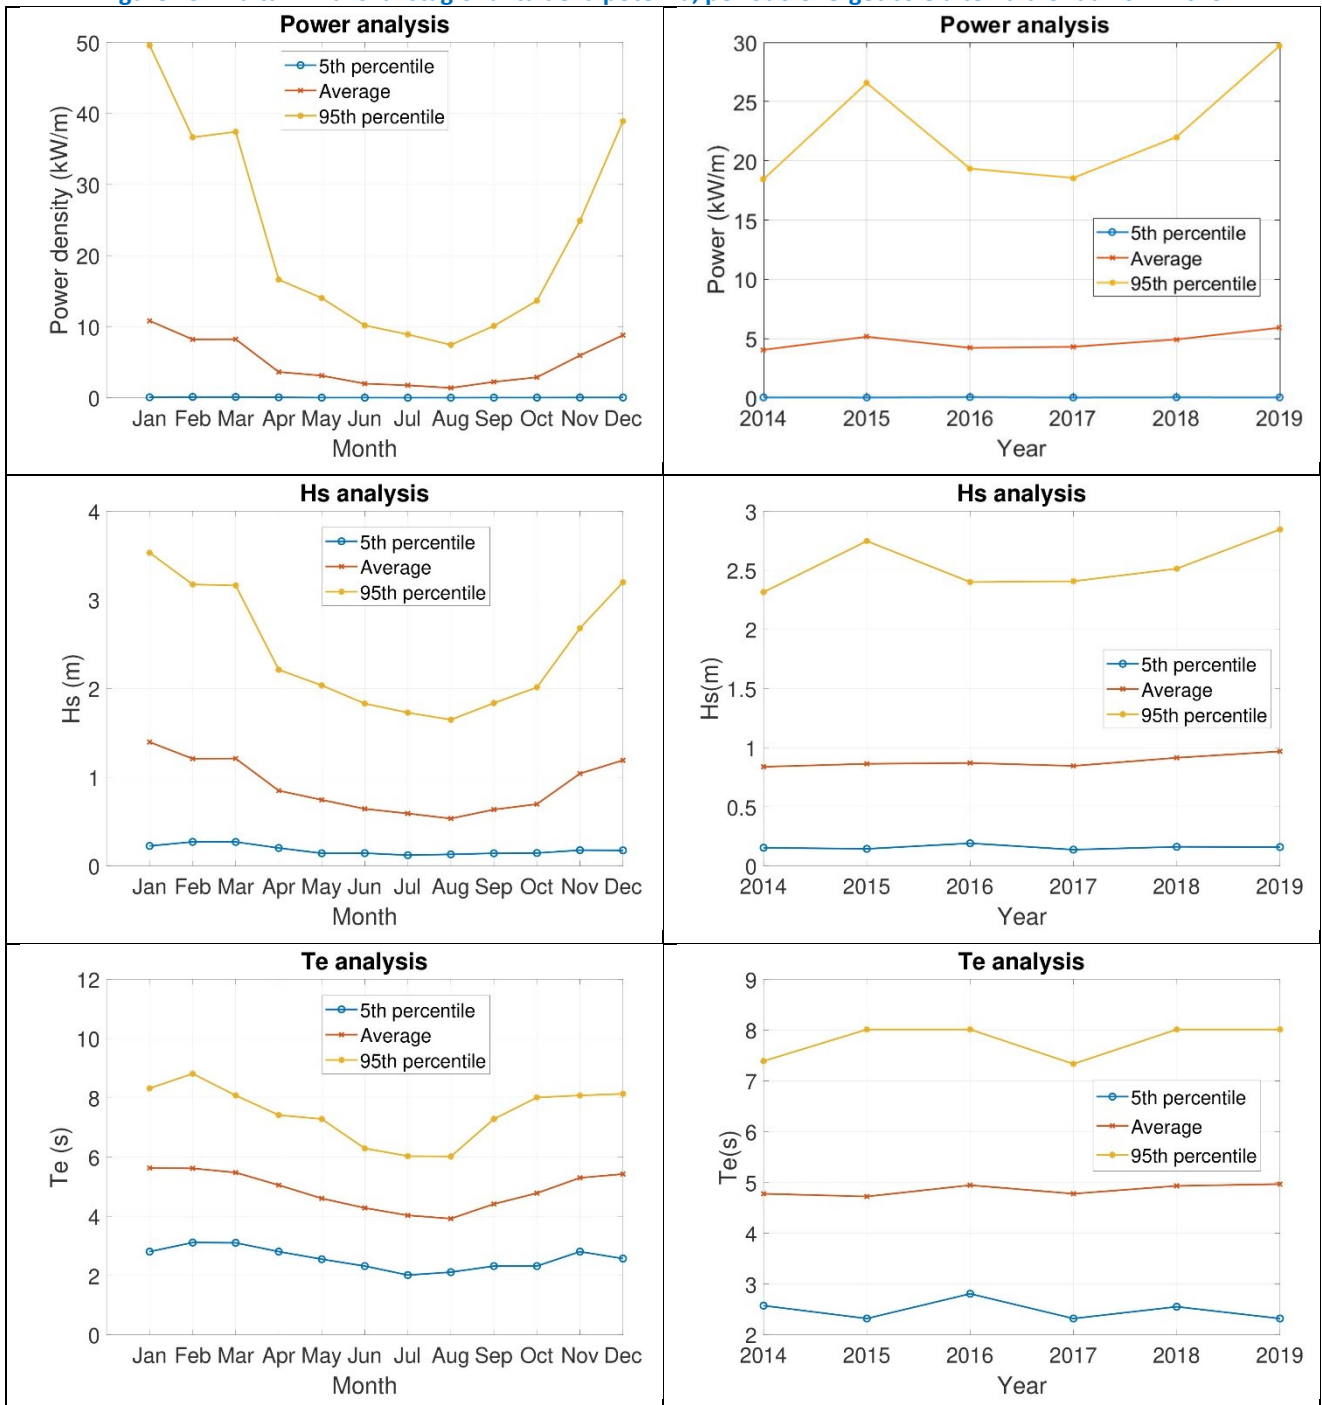 Power analysis
50
40
30
20
10
0
Power density (kW/m)
5th percentile
Average
95th percentile
Jan Feb Mar Apr May Jun Jul Aug Sep Oct Nov Dec
Month
Power analysis
30
25
20
15
10
5
0
Power (kW/m)
5th percentile
Average
95th percentile
2014 2015 2016 2017 2018 2019
Year
Hs analysis
4
3
2
1
0
Hs (m)
5th percentile
Average
95th percentile
Jan Feb Mar Apr May Jun Jul Aug Sep Oct Nov Dec
Month
Hs analysis
3
2.5
2
1.5
1
0.5
0
Hs(m)
5th percentile
Average
95th percentile
2014 2015 2016 2017 2018 2019
Year
Te analysis
12
10
8
6
4
2
0
Te (s)
5th percentile
Average
95th percentile
Jan Feb Mar Apr May Jun Jul Aug Sep Oct Nov Dec
Month
Te analysis
9
8
7
6
5
4
3
2
Te(s)
5th percentile
Average
95th percentile
2014 2015 2016 2017 2018 2019
Year